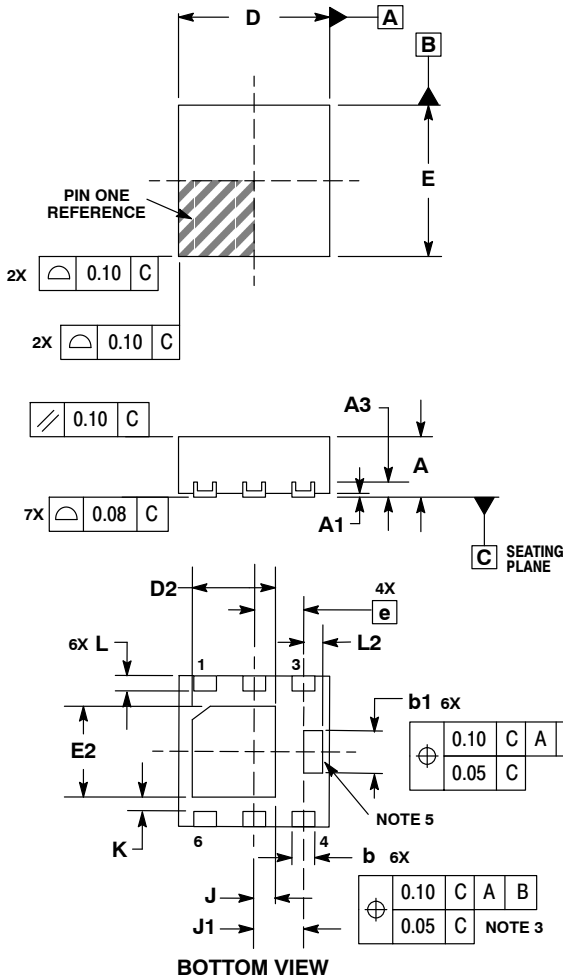 D
A
B
E
PIN ONE
REFERENCE
2X ⌓ 0.10 C
2X ⌓ 0.10 C
// 0.10 C
A3
A
7X ⌓ 0.08 C
A1
C SEATING
PLANE
D2
4X
e
6X L
L2
1 3
b1 6X
E2
⌖ 0.10 C A
0.05 C
NOTE 5
K
6 4
b 6X
J
J1
⌖ 0.10 C A B
0.05 C NOTE 3
BOTTOM VIEW